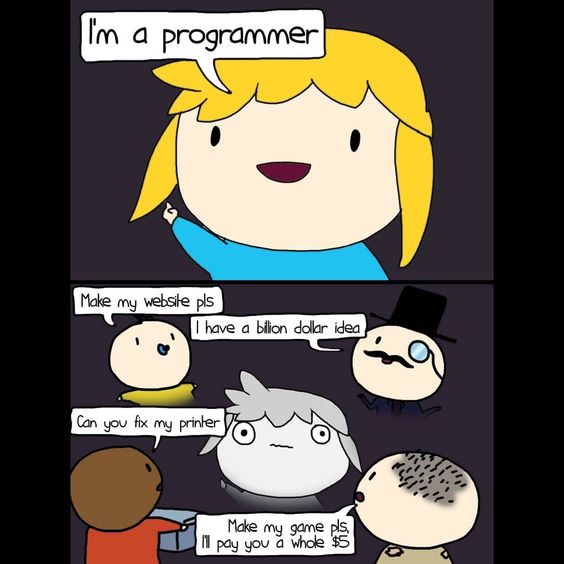 I'm a programmer
Make my website pls
I have a billion dollar idea
Can you fix my printer
Make my game pls,
I'll pay you a whole $5